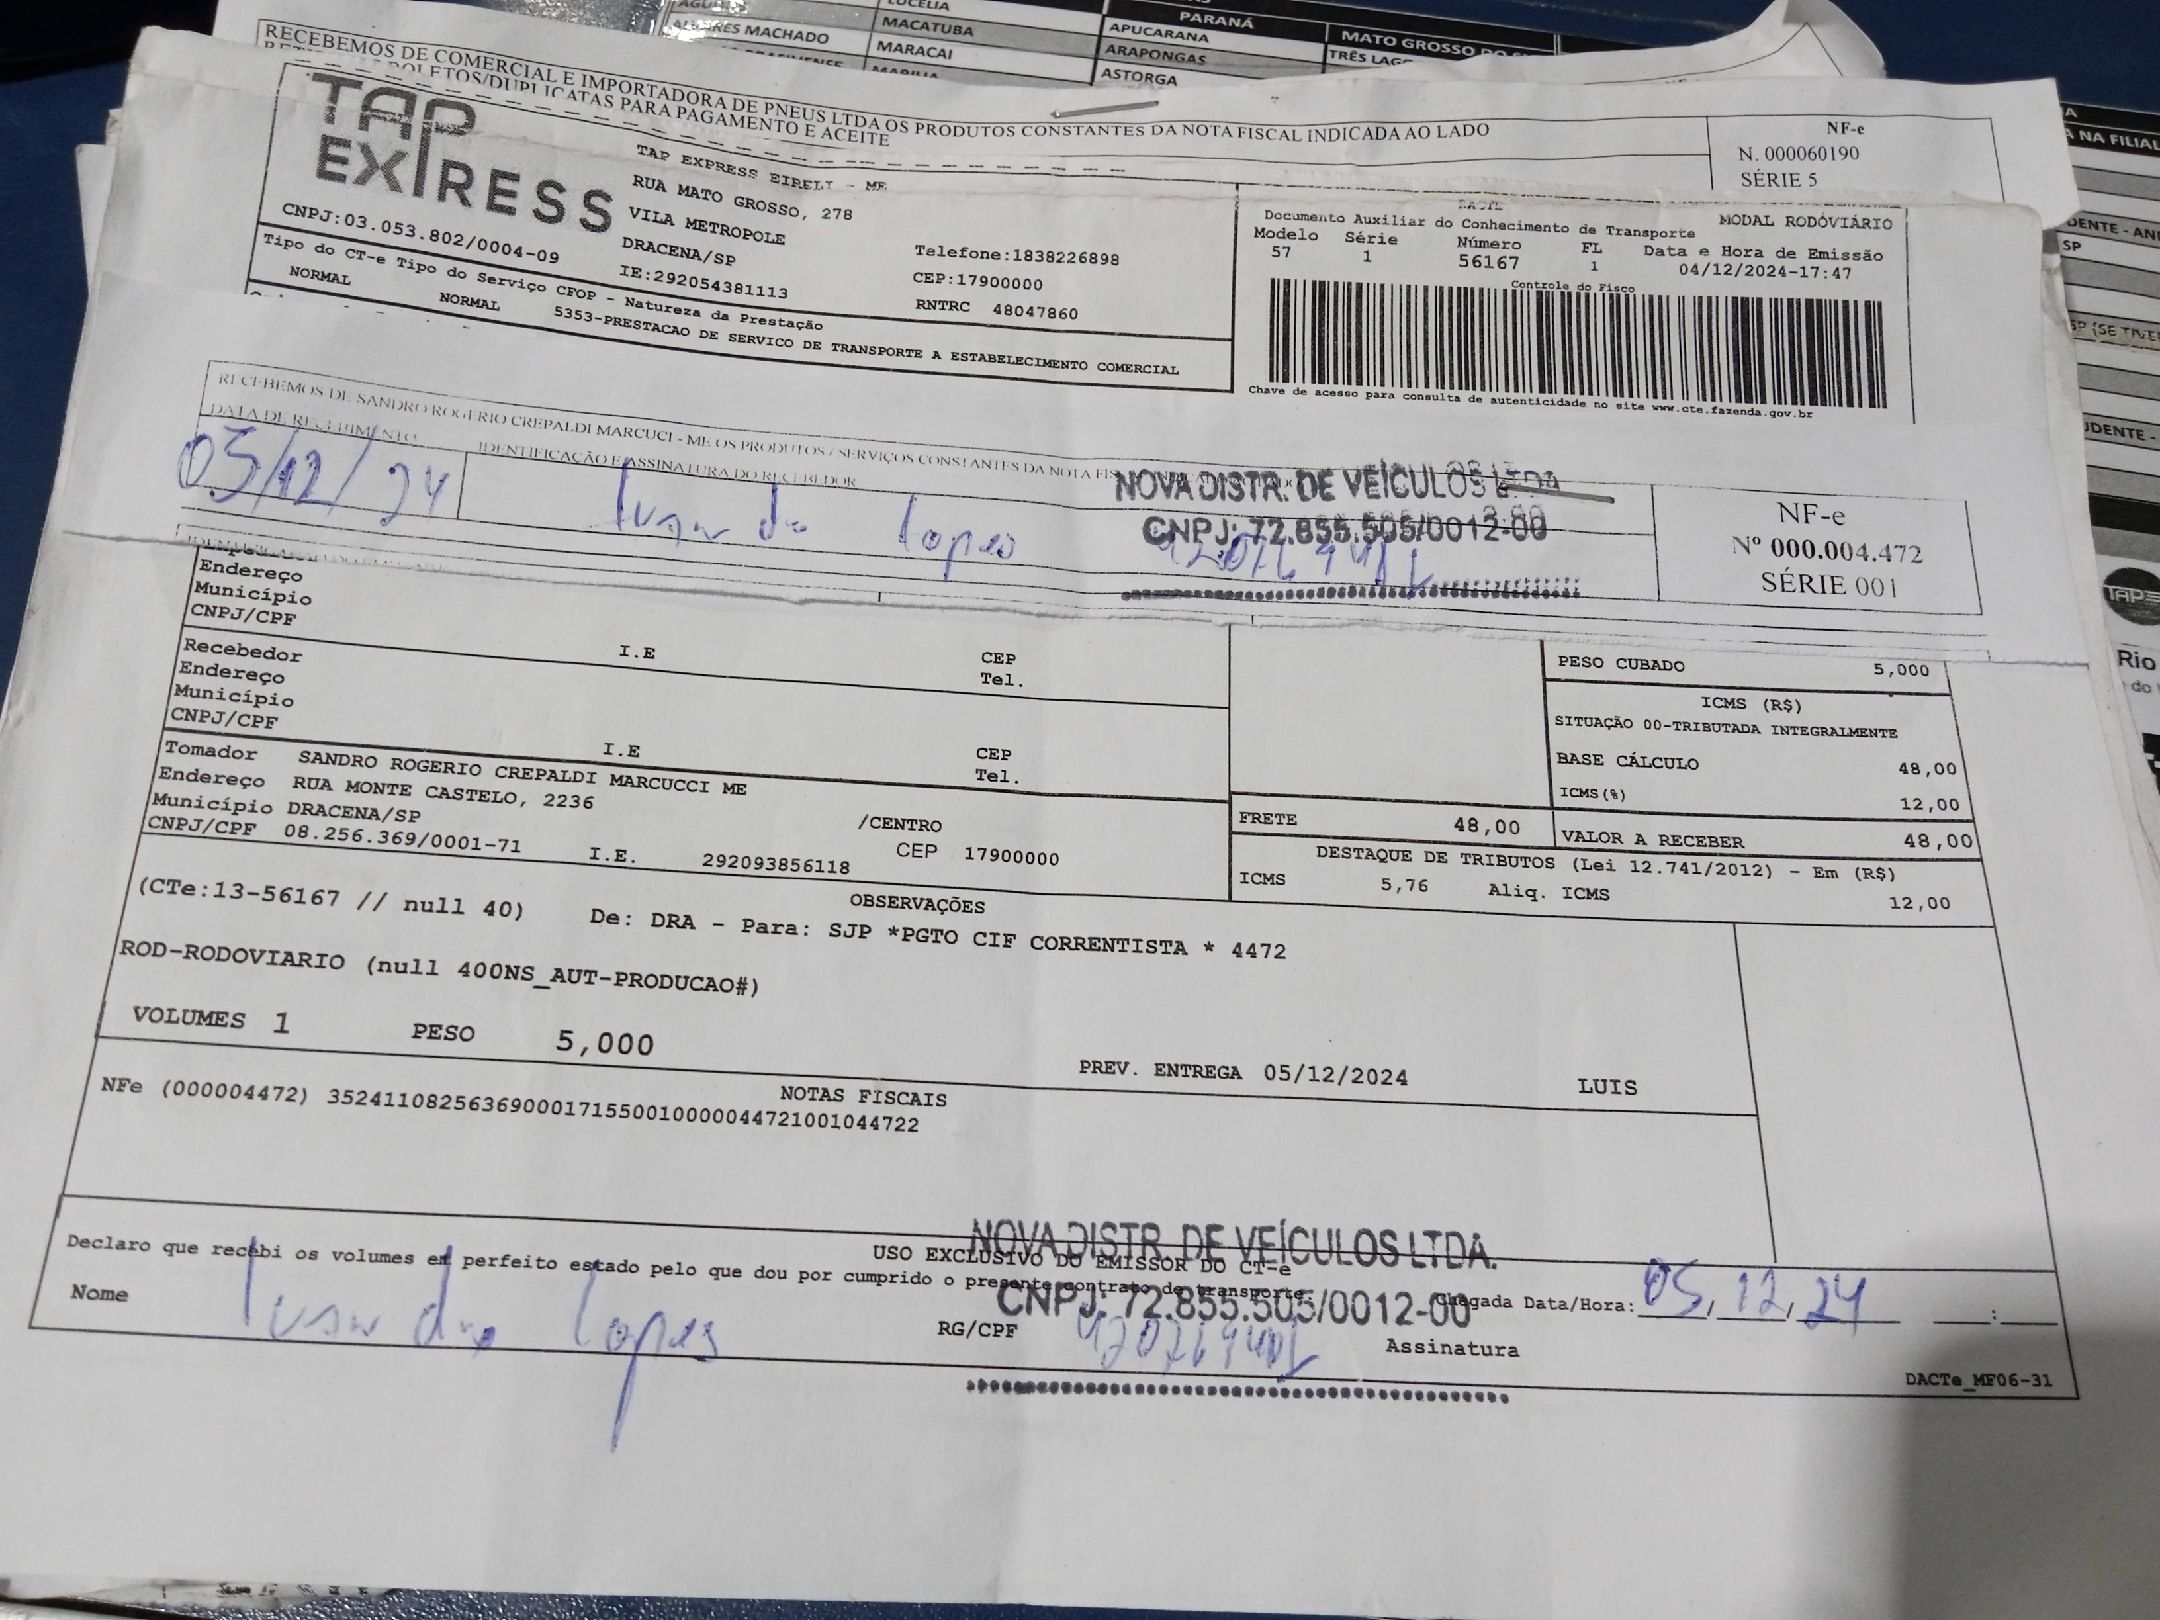 LUCÉLIA
MACATUBA
MARACAI
MARILIA
PARANÁ
APUCARANA
ARAPONGAS
ASTORGA
MATO GROSSO DO
RECEBEMOS DE COMERCIAL E IMPORTADORA DE PNEUS LTDA OS PRODUTOS CONSTANTES DA NOTA FISCAL INDICADA AO LADO
BOLETOS/DUPLICATAS PARA PAGAMENTO E ACEITE
NF-e
N. 000060190
SÉRIE 5
TAP
EXPRESS
CNPJ:03.053.802/0004-09
TAP EXPRESS EIRELI - ME
RUA MATO GROSSO, 278
VILA METROPOLE
DRACENA/SP
IE:292054381113
Telefone:1838226898
CEP:17900000
RNTRC 48047860
DACTE
Documento Auxiliar do Conhecimento de Transporte
MODAL RODÓVIÁRIO
Modelo Série Número FL Data e Hora de Emissão
57 1 56167 1 04/12/2024-17:47
Controle do Fisco
Chave de acesso para consulta de autenticidade no site www.cte.fazenda.gov.br
Tipo do CT-e Tipo do Serviço CFOP - Natureza da Prestação
NORMAL NORMAL 5353-PRESTACAO DE SERVICO DE TRANSPORTE A ESTABELECIMENTO COMERCIAL
RECEBEMOS DE SANDRO ROGERIO CREPALDI MARCUCI - ME OS PRODUTOS / SERVIÇOS CONSTANTES DA NOTA
DATA DE RECEBIMENTO
IDENTIFICAÇÃO E ASSINATURA DO RECEBEDOR
05/12/24
lopes
NOVA DISTR. DE VEÍCULOS LTDA
CNPJ: 72.855.505/0012-00
NF-e
Nº 000.004.472
SÉRIE 001
Endereço
Município
CNPJ/CPF
I.E CEP
Tel.
Recebedor
Endereço
Município
CNPJ/CPF
I.E CEP
Tel.
Tomador SANDRO ROGERIO CREPALDI MARCUCCI ME
Endereço RUA MONTE CASTELO, 2236 /CENTRO
Município DRACENA/SP CEP 17900000
CNPJ/CPF 08.256.369/0001-71 I.E. 292093856118
PESO CUBADO 5,000
ICMS (R$)
SITUAÇÃO 00-TRIBUTADA INTEGRALMENTE
BASE CÁLCULO 48,00
ICMS(%) 12,00
FRETE 48,00 VALOR A RECEBER 48,00
DESTAQUE DE TRIBUTOS (Lei 12.741/2012) - Em (R$)
ICMS 5,76 Aliq. ICMS 12,00
OBSERVAÇÕES
(CTe:13-56167 // null 40) De: DRA - Para: SJP *PGTO CIF CORRENTISTA * 4472
ROD-RODOVIARIO (null 400NS_AUT-PRODUCAO#)
VOLUMES 1 PESO 5,000 PREV. ENTREGA 05/12/2024 LUIS
NOTAS FISCAIS
NFe (000004472) 35241108256369000171550010000044721001044722
USO EXCLUSIVO DO EMISSOR DO CT-e
NOVA DISTR. DE VEÍCULOS LTDA.
CNPJ: 72.855.505/0012-00
Declaro que recebi os volumes em perfeito estado pelo que dou por cumprido o presente contrato de transporte.
Chegada Data/Hora: 05/12/24 :
Nome lopes RG/CPF Assinatura
DACTe_MF06-31